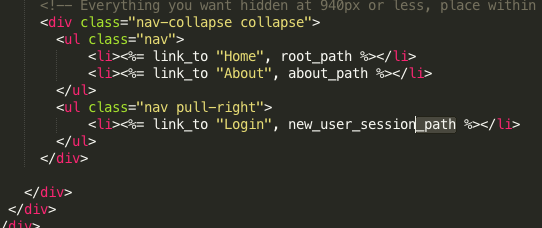 <!-- Everything you want hidden at 940px or less, place within
<div class="nav-collapse collapse">
<ul class="nav">
<li><%= link_to "Home", root_path %></li>
<li><%= link_to "About", about_path %></li>
</ul>
<ul class="nav pull-right">
<li><%= link_to "Login", new_user_session_path %></li>
</ul>
</div>
</div>
</div>
/div>